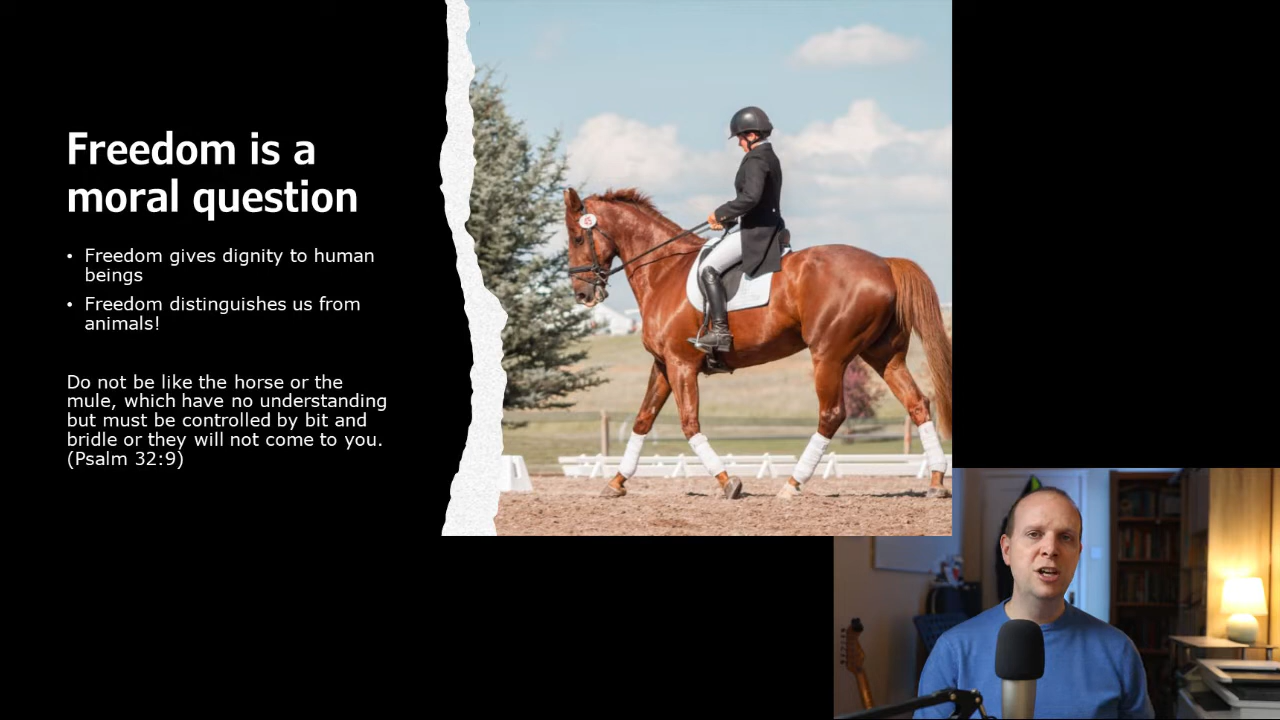 Freedom is a
moral question
• Freedom gives dignity to human
beings
• Freedom distinguishes us from
animals!
Do not be like the horse or the
mule, which have no understanding
but must be controlled by bit and
bridle or they will not come to you.
(Psalm 32:9)